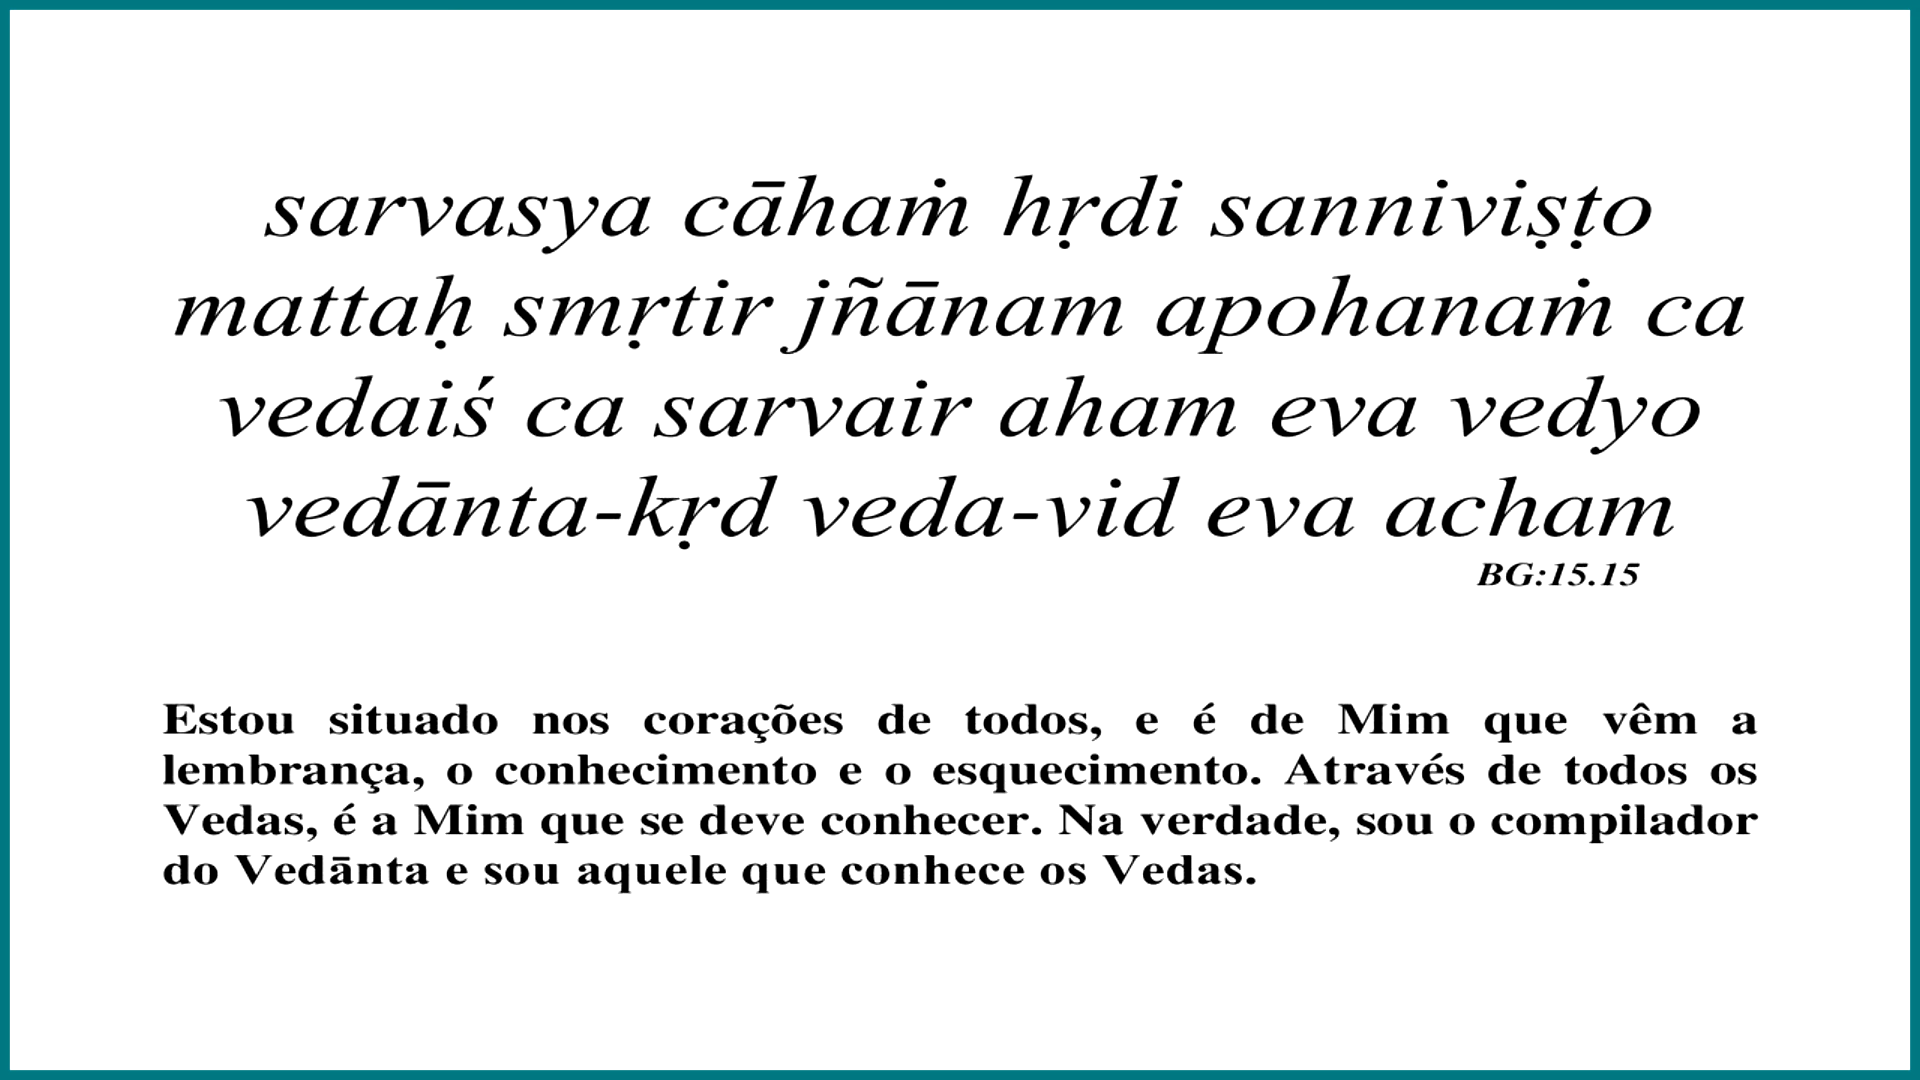 sarvasya cāhaṁ hṛdi sanniviṣṭo
mattaḥ smṛtir jñānam apohanaṁ ca
vedaiś ca sarvair aham eva vedyo
vedānta-kṛd veda-vid eva acham
BG:15.15
Estou situado nos corações de todos, e é de Mim que vêm a
lembrança, o conhecimento e o esquecimento. Através de todos os
Vedas, é a Mim que se deve conhecer. Na verdade, sou o compilador
do Vedānta e sou aquele que conhece os Vedas.